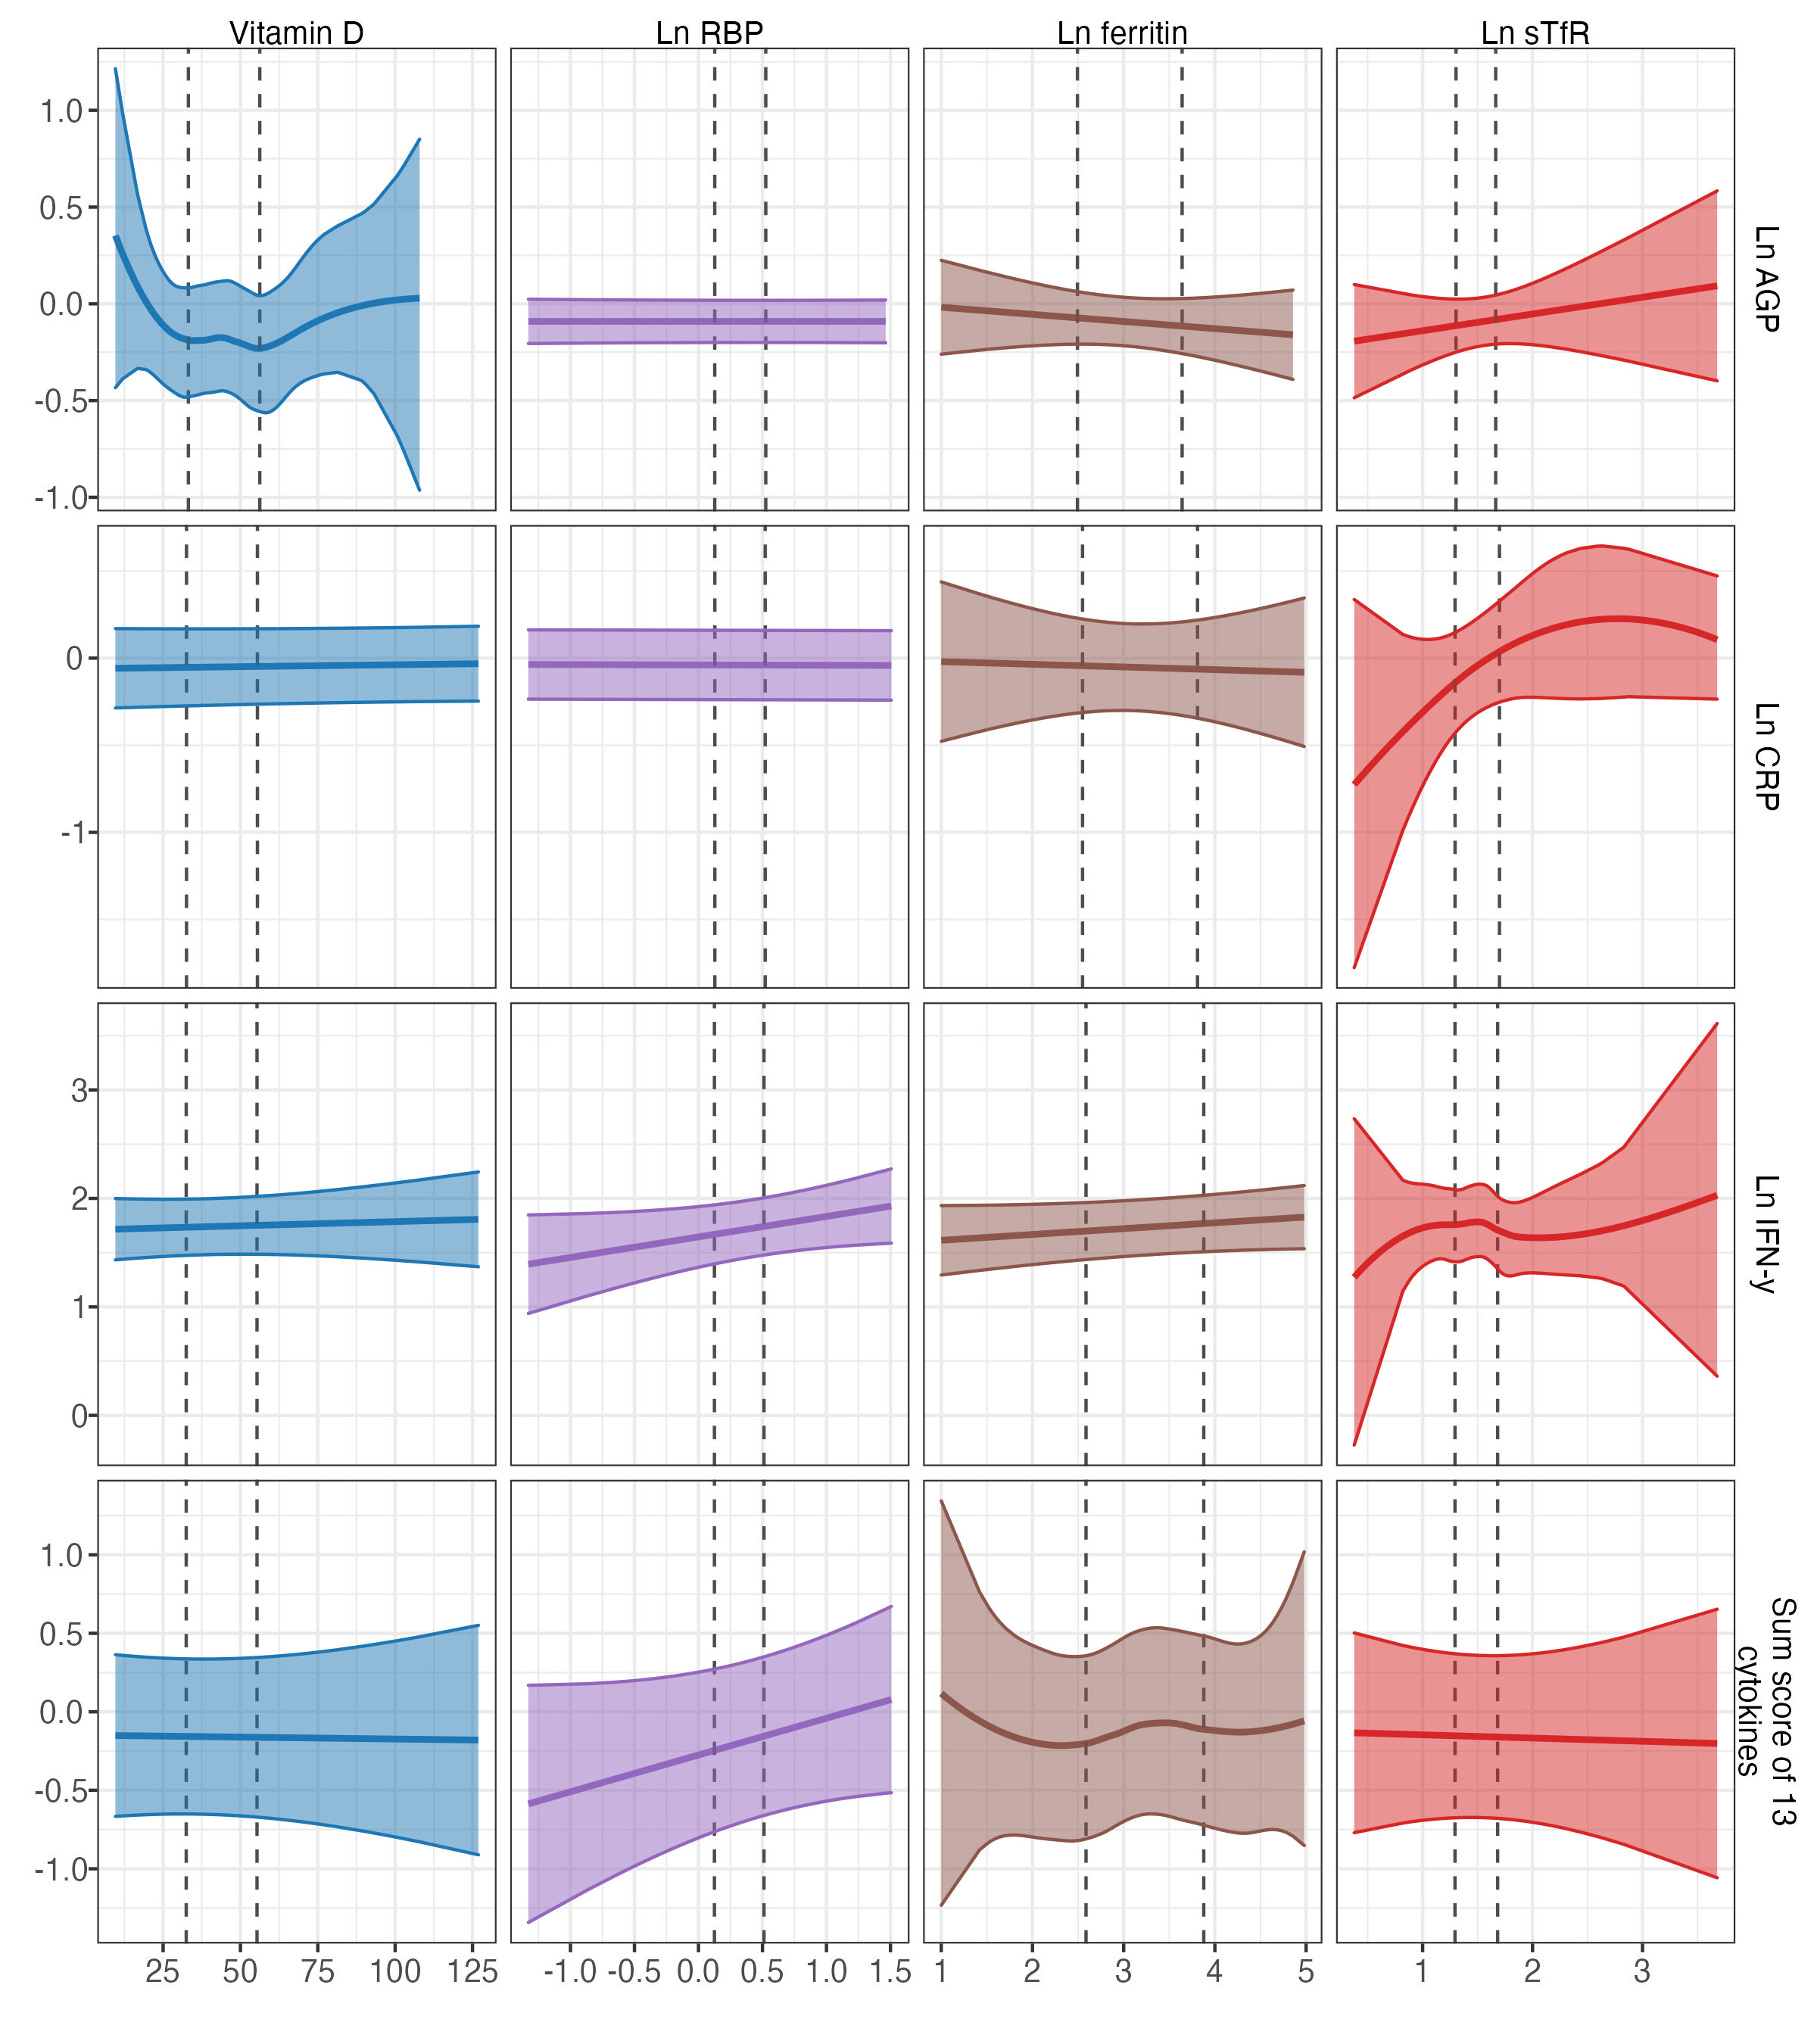 Vitamin D
Ln RBP
Ln ferritin
Ln sTfR
1.0
0.5
0.0
-0.5
-1.0
Ln AGP
0
-1
Ln CRP
3
2
1
0
Ln IFN-y
1.0
0.5
0.0
-0.5
-1.0
Sum score of 13
cytokines
25 50 75 100 125
-1.0 -0.5 0.0 0.5 1.0 1.5
1 2 3 4 5
1 2 3